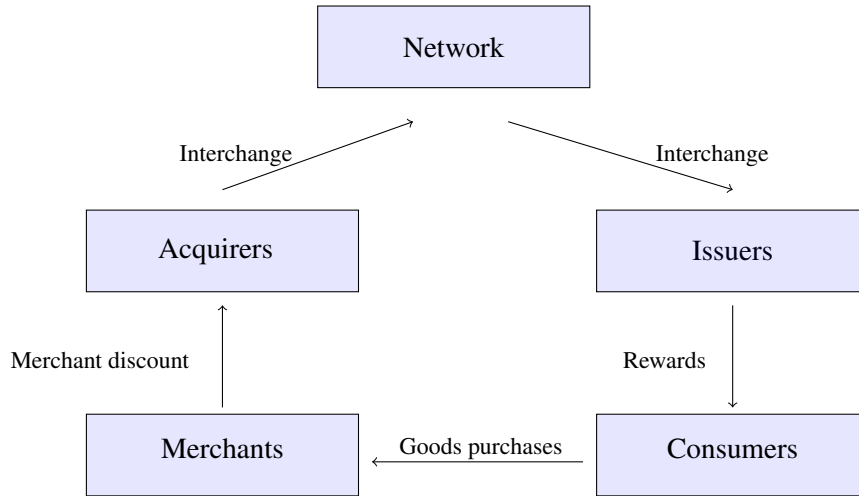 Network
Interchange
Interchange
Acquirers
Issuers
Merchant discount
Rewards
Merchants
Goods purchases
Consumers